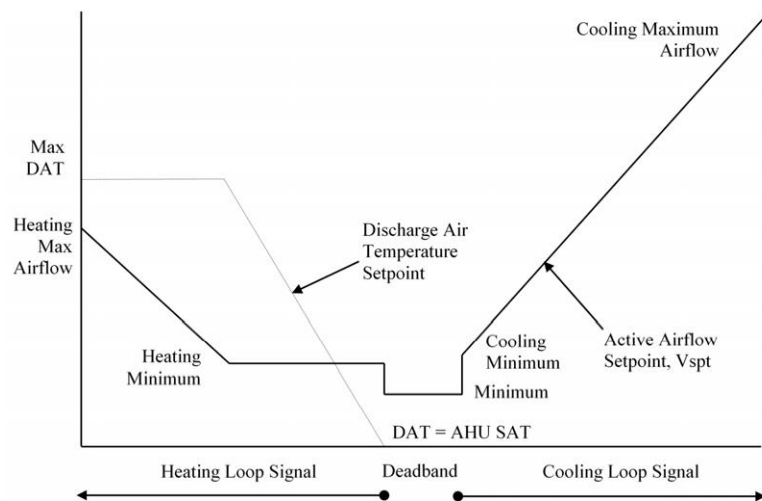 Cooling Maximum
Airflow
Max
DAT
Heating
Max
Airflow
Discharge Air
Temperature
Setpoint
Heating
Minimum
Cooling
Minimum
Minimum
Active Airflow
Setpoint, Vspt
DAT = AHU SAT
Heating Loop Signal
Deadband
Cooling Loop Signal